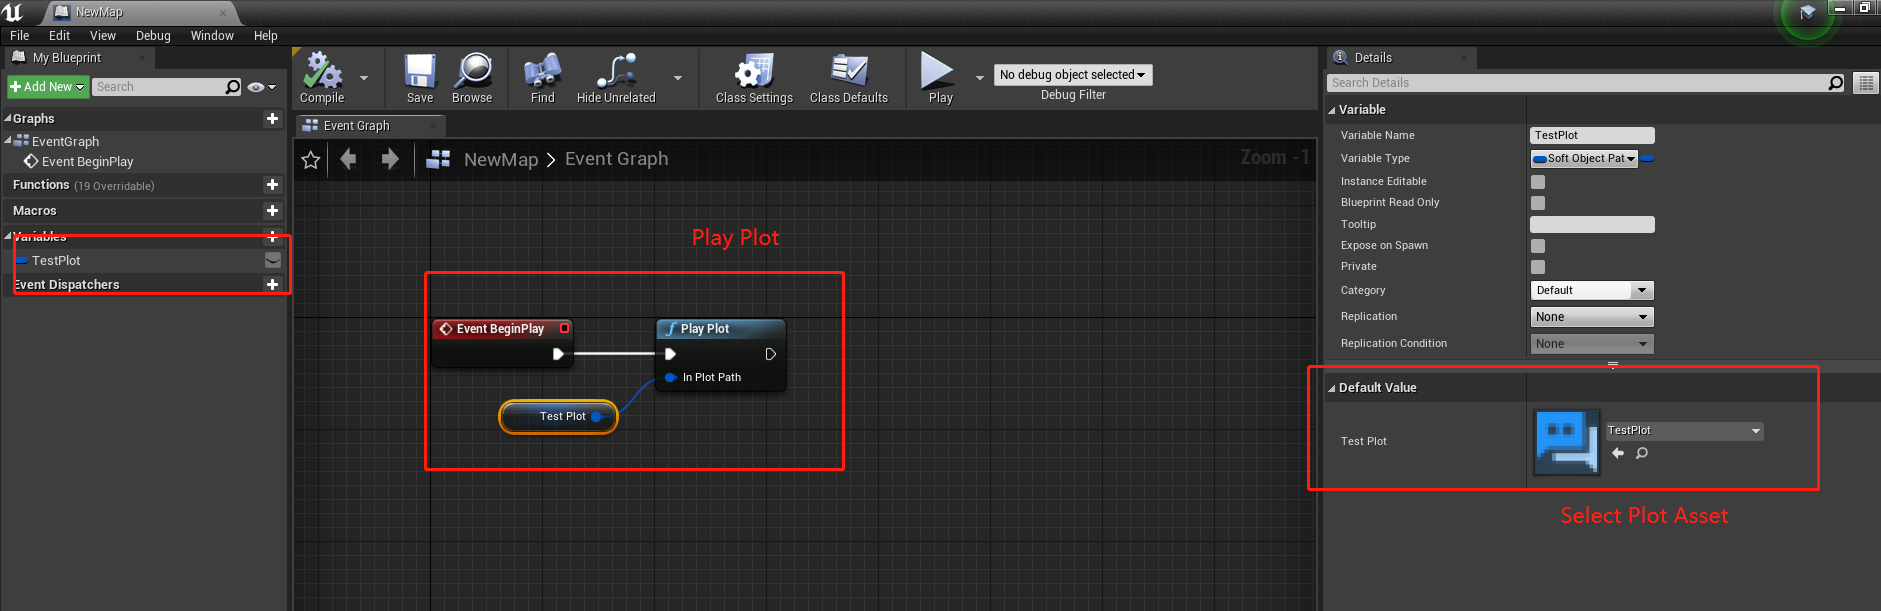 NewMap
File Edit View Debug Window Help
My Blueprint
Add New
Search
Graphs
EventGraph
Event BeginPlay
Functions (19 Overridable)
Macros
Variables
TestPlot
Event Dispatchers
Compile
Save
Browse
Find
Hide Unrelated
Class Settings
Class Defaults
Play
No debug object selected
Debug Filter
Event Graph
NewMap > Event Graph
Zoom -1
Play Plot
Event BeginPlay
Play Plot
In Plot Path
Test Plot
Details
Search Details
Variable
Variable Name TestPlot
Variable Type Soft Object Pat
Instance Editable
Blueprint Read Only
Tooltip
Expose on Spawn
Private
Category Default
Replication None
Replication Condition None
Default Value
Test Plot TestPlot
Select Plot Asset